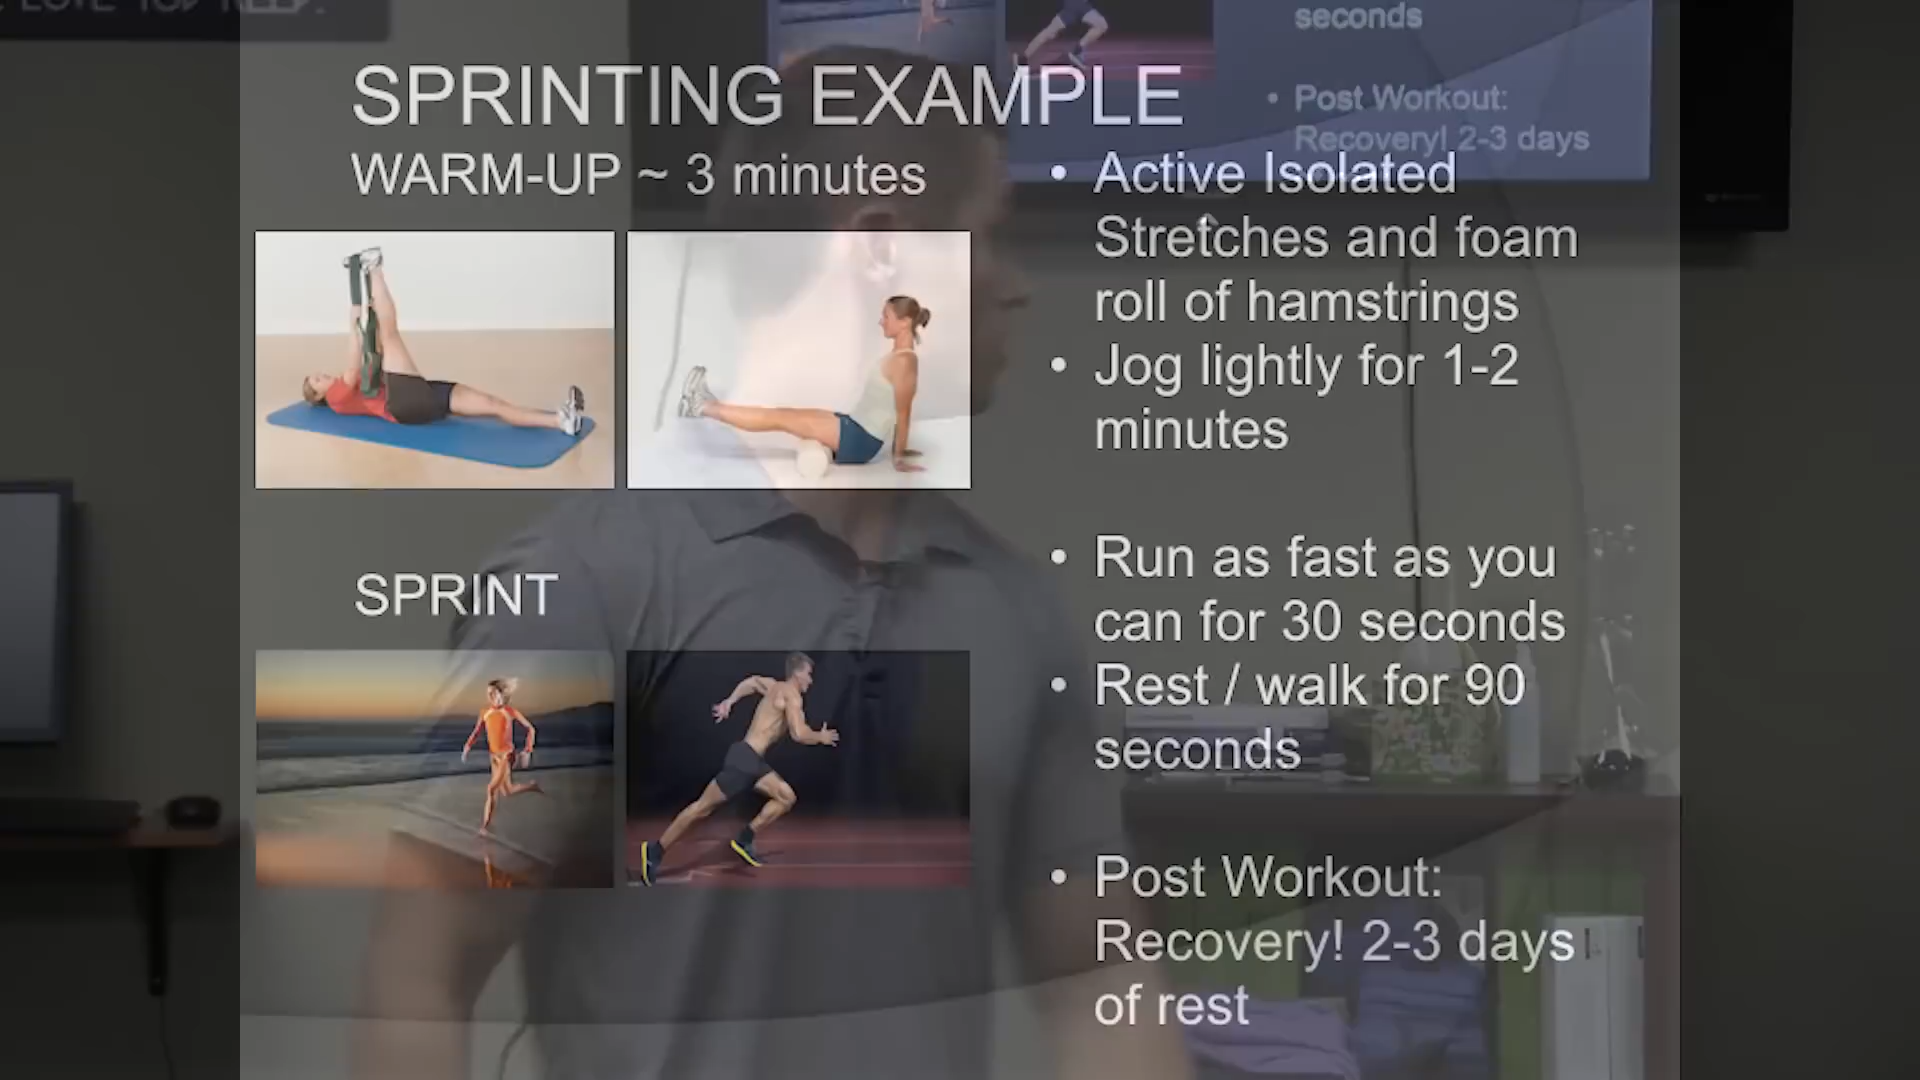 SPRINTING EXAMPLE
WARM-UP ~ 3 minutes
• Active Isolated
Stretches and foam
roll of hamstrings
• Jog lightly for 1-2
minutes
SPRINT
• Run as fast as you
can for 30 seconds
• Rest / walk for 90
seconds
• Post Workout:
Recovery! 2-3 days
of rest
seconds
• Post Workout:
Recovery! 2-3 days